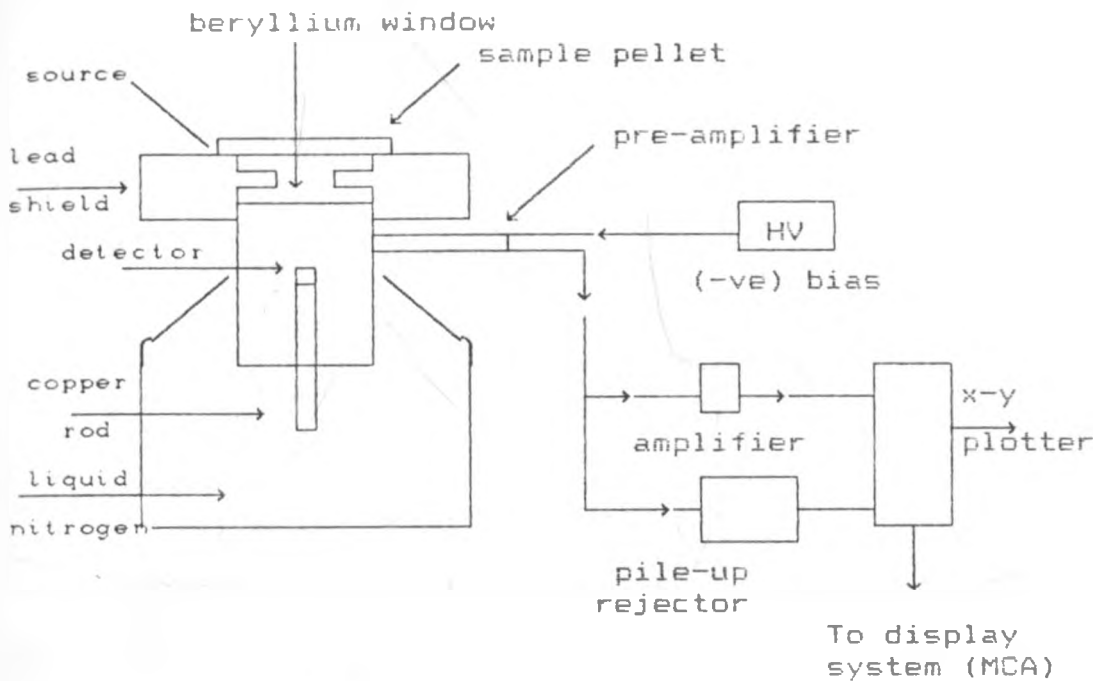 beryllium window
sample pellet
source
pre-amplifier
lead
shield
HV
detector
(-ve) bias
copper
rod
x-y
plotter
amplifier
liquid
nitrogen
pile-up
rejector
To display
system (MCA)